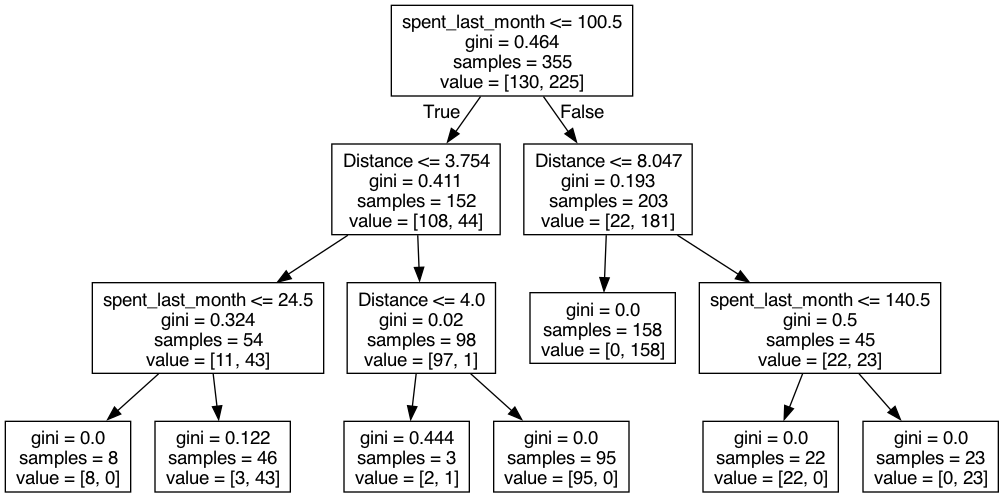 spent_last_month <= 100.5
gini = 0.464
samples = 355
value = [130, 225]
True
False
Distance <= 3.754
gini = 0.411
samples = 152
value = [108, 44]
Distance <= 8.047
gini = 0.193
samples = 203
value = [22, 181]
spent_last_month <= 24.5
gini = 0.324
samples = 54
value = [11, 43]
Distance <= 4.0
gini = 0.02
samples = 98
value = [97, 1]
gini = 0.0
samples = 158
value = [0, 158]
spent_last_month <= 140.5
gini = 0.5
samples = 45
value = [22, 23]
gini = 0.0
samples = 8
value = [8, 0]
gini = 0.122
samples = 46
value = [3, 43]
gini = 0.444
samples = 3
value = [2, 1]
gini = 0.0
samples = 95
value = [95, 0]
gini = 0.0
samples = 22
value = [22, 0]
gini = 0.0
samples = 23
value = [0, 23]